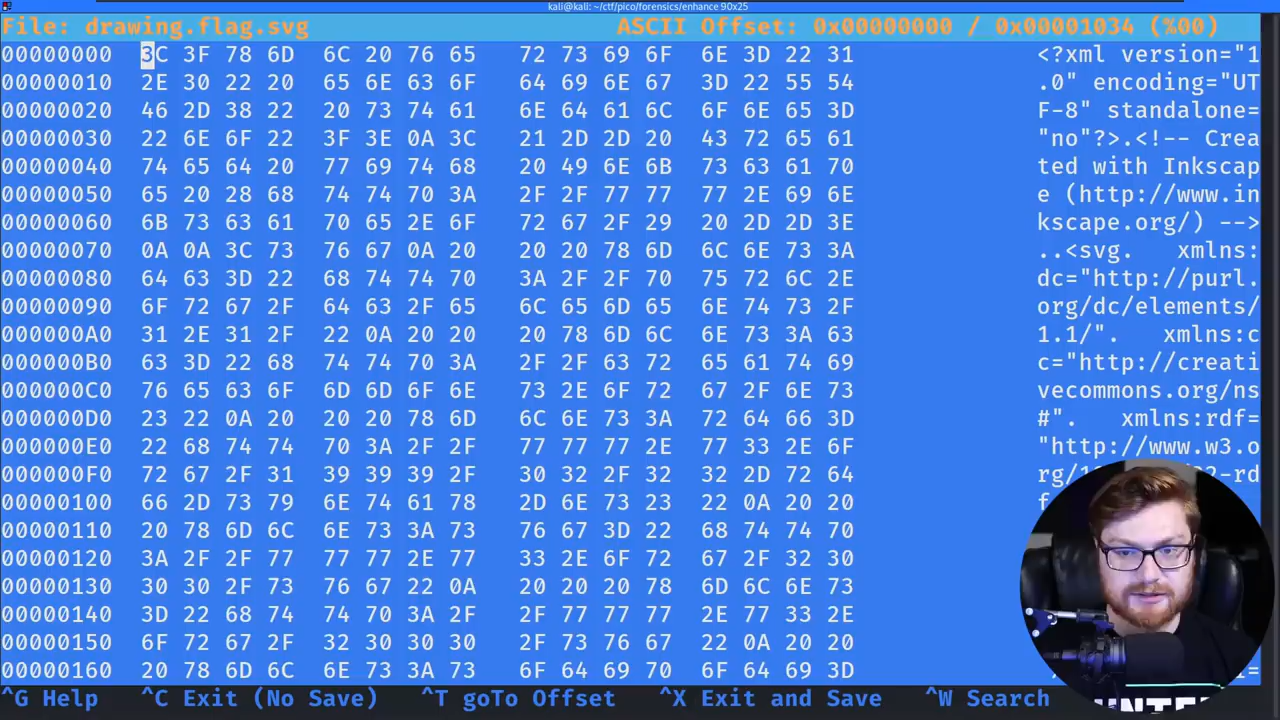 kali@kali: ~/ctf/pico/forensics/enhance 90x25
File: drawing.flag.svg ASCII Offset: 0x00000000 / 0x00001034 (%00)
00000000 3C 3F 78 6D 6C 20 76 65 72 73 69 6F 6E 3D 22 31 <?xml version="1
00000010 2E 30 22 20 65 6E 63 6F 64 69 6E 67 3D 22 55 54 .0" encoding="UT
00000020 46 2D 38 22 20 73 74 61 6E 64 61 6C 6F 6E 65 3D F-8" standalone=
00000030 22 6E 6F 22 3F 3E 0A 3C 21 2D 2D 20 43 72 65 61 "no"?>.<!-- Crea
00000040 74 65 64 20 77 69 74 68 20 49 6E 6B 73 63 61 70 ted with Inkscap
00000050 65 20 28 68 74 74 70 3A 2F 2F 77 77 77 2E 69 6E e (http://www.in
00000060 6B 73 63 61 70 65 2E 6F 72 67 2F 29 20 2D 2D 3E kscape.org/) -->
00000070 0A 0A 3C 73 76 67 0A 20 20 20 78 6D 6C 6E 73 3A ..<svg.   xmlns:
00000080 64 63 3D 22 68 74 74 70 3A 2F 2F 70 75 72 6C 2E dc="http://purl.
00000090 6F 72 67 2F 64 63 2F 65 6C 65 6D 65 6E 74 73 2F org/dc/elements/
000000A0 31 2E 31 2F 22 0A 20 20 20 78 6D 6C 6E 73 3A 63 1.1/".   xmlns:c
000000B0 63 3D 22 68 74 74 70 3A 2F 2F 63 72 65 61 74 69 c="http://creati
000000C0 76 65 63 6F 6D 6D 6F 6E 73 2E 6F 72 67 2F 6E 73 vecommons.org/ns
000000D0 23 22 0A 20 20 20 78 6D 6C 6E 73 3A 72 64 66 3D #".   xmlns:rdf=
000000E0 22 68 74 74 70 3A 2F 2F 77 77 77 2E 77 33 2E 6F "http://www.w3.o
000000F0 72 67 2F 31 39 39 39 2F 30 32 2F 32 32 2D 72 64 rg/1
00000100 66 2D 73 79 6E 74 61 78 2D 6E 73 23 22 0A 20 20 f
00000110 20 78 6D 6C 6E 73 3A 73 76 67 3D 22 68 74 74 70
00000120 3A 2F 2F 77 77 77 2E 77 33 2E 6F 72 67 2F 32 30
00000130 30 30 2F 73 76 67 22 0A 20 20 20 78 6D 6C 6E 73
00000140 3D 22 68 74 74 70 3A 2F 2F 77 77 77 2E 77 33 2E
00000150 6F 72 67 2F 32 30 30 30 2F 73 76 67 22 0A 20 20
00000160 20 78 6D 6C 6E 73 3A 73 6F 64 69 70 6F 64 69 3D
^G Help ^C Exit (No Save) ^T goTo Offset ^X Exit and Save ^W Search